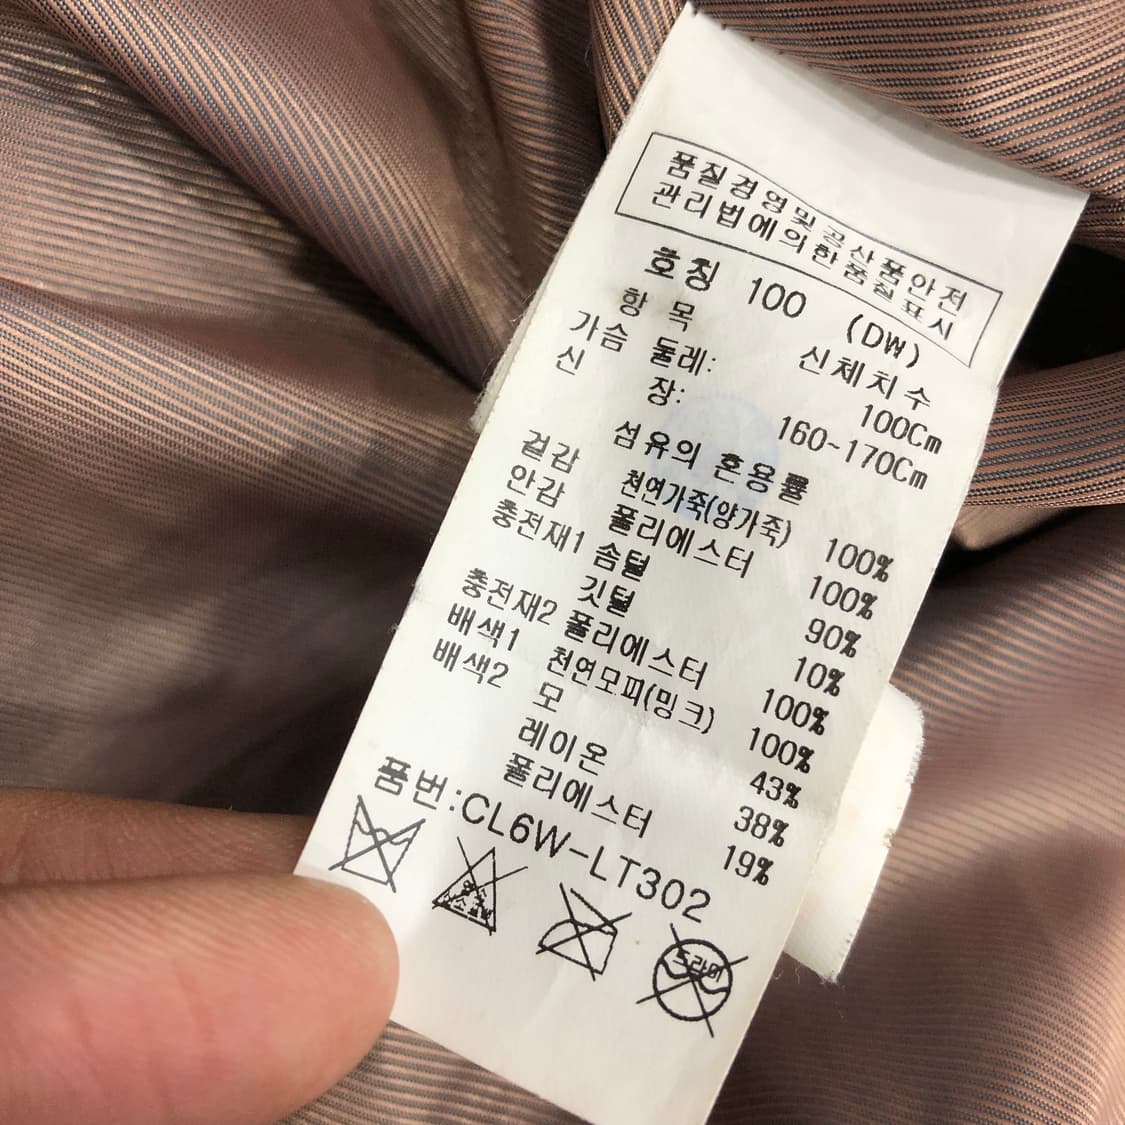 품질경영및공산품안전
관리법에의한품질표시
호칭 100 (DW)
항 목 신체치수
가슴 둘레: 100Cm
신 장: 160~170Cm
섬유의 혼용률
겉감 천연가죽(양가죽) 100%
안감 폴리에스터 100%
충전재1 솜털 90%
깃털 10%
충전재2 폴리에스터 100%
배색1 천연모피(밍크) 100%
배색2 모 43%
레이온 38%
폴리에스터 19%
품번:CL6W-LT302
드라이